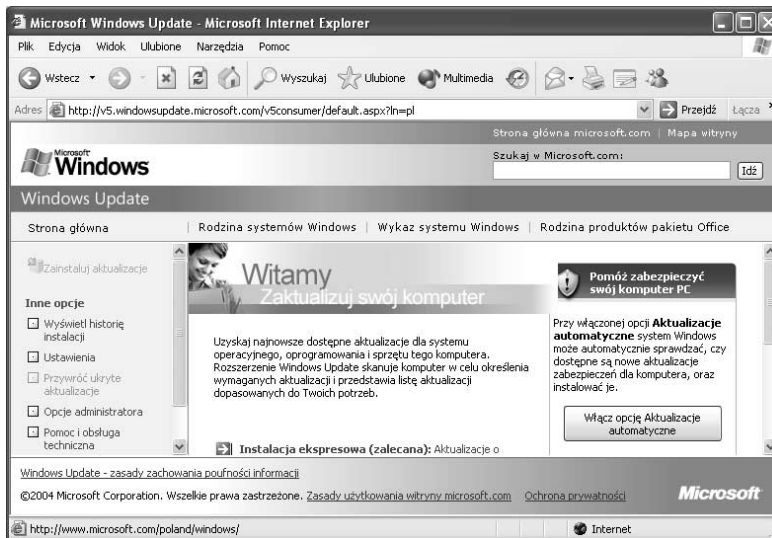 Microsoft Windows Update - Microsoft Internet Explorer
Plik Edycja Widok Ulubione Narzędzia Pomoc
Wstecz Wyszukaj Ulubione Multimedia
Adres http://v5.windowsupdate.microsoft.com/v5consumer/default.aspx?ln=pl Przejdź Łącza »
Strona główna microsoft.com | Mapa witryny
Microsoft Windows
Szukaj w Microsoft.com:
Idź
Windows Update
Strona główna | Rodzina systemów Windows | Wykaz systemu Windows | Rodzina produktów pakietu Office
Zainstaluj aktualizacje
Inne opcje
Wyświetl historię
instalacji
Ustawienia
Przywróć ukryte
aktualizacje
Opcje administratora
Pomoc i obsługa
techniczna
Witamy
Zaktualizuj swój komputer
Uzyskaj najnowsze dostępne aktualizacje dla systemu
operacyjnego, oprogramowania i sprzętu tego komputera.
Rozszerzenie Windows Update skanuje komputer w celu określenia
wymaganych aktualizacji i przedstawia listę aktualizacji
dopasowanych do Twoich potrzeb.
Instalacja ekspresowa (zalecana): Aktualizacje o
Pomóż zabezpieczyć
swój komputer PC
Przy włączonej opcji Aktualizacje
automatyczne system Windows
może automatycznie sprawdzać, czy
dostępne są nowe aktualizacje
zabezpieczeń dla komputera, oraz
instalować je.
Włącz opcję Aktualizacje
automatyczne
Windows Update - zasady zachowania poufności informacji
©2004 Microsoft Corporation. Wszelkie prawa zastrzeżone. Zasady użytkowania witryny microsoft.com Ochrona prywatności
Microsoft
http://www.microsoft.com/poland/windows/ Internet